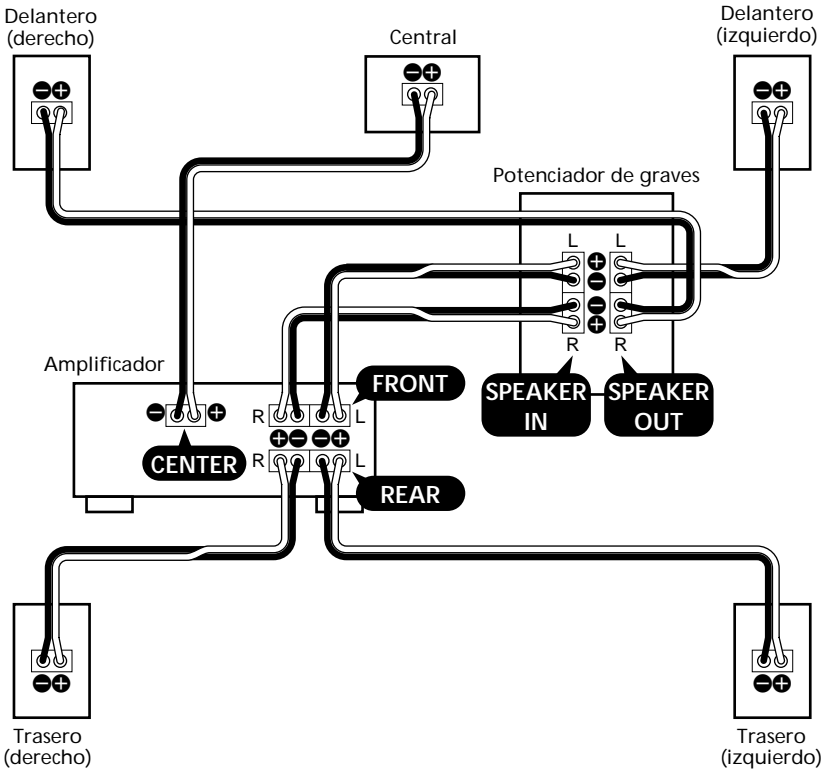 Delantero
(derecho)
Central
Delantero
(izquierdo)
Potenciador de graves
L
L
R
R
SPEAKER
IN
SPEAKER
OUT
Amplificador
FRONT
R
L
CENTER
R
L
REAR
Trasero
(derecho)
Trasero
(izquierdo)